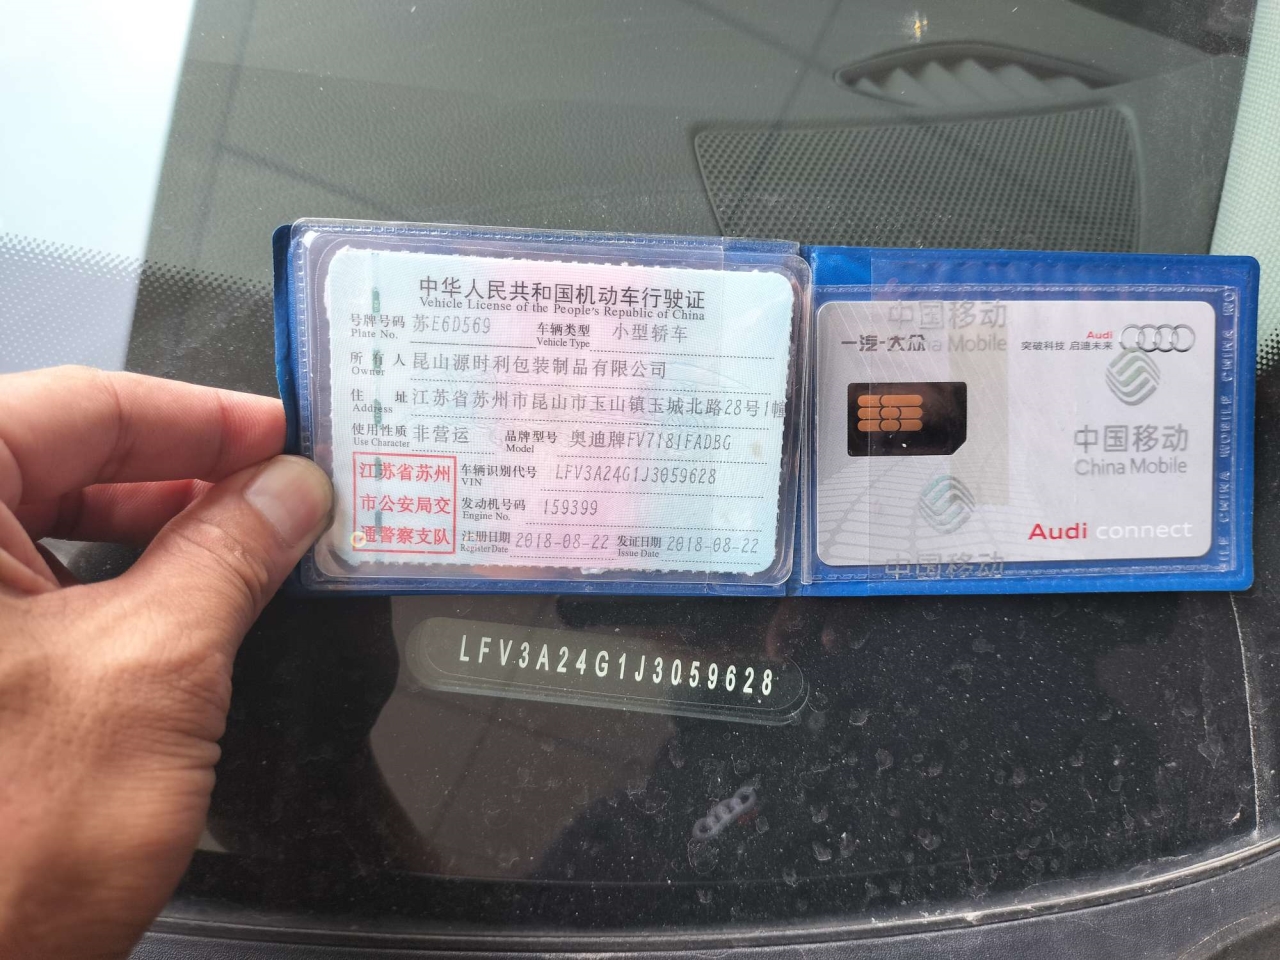 中华人民共和国机动车行驶证
Vehicle License of the People's Republic of China
号牌号码 苏E6D569 车辆类型 小型轿车
Plate No. Vehicle Type
所有人 昆山源时利包装制品有限公司
Owner
住址 江苏省苏州市昆山市玉山镇玉城北路28号1幢
Address
使用性质 非营运 品牌型号 奥迪牌FV7181FADBG
Use Character Model
江苏省苏州
市公安局交
通警察支队
车辆识别代号 LFV3A24G1J3059628
VIN
发动机号码 159399
Engine No.
注册日期 2018-08-22 发证日期 2018-08-22
Register Date Issue Date
中国移动
China Mobile
一汽-大众
Audi
突破科技 启迪未来
中国移动
China Mobile
Audi connect
中国移动
LFV3A24G1J3059628